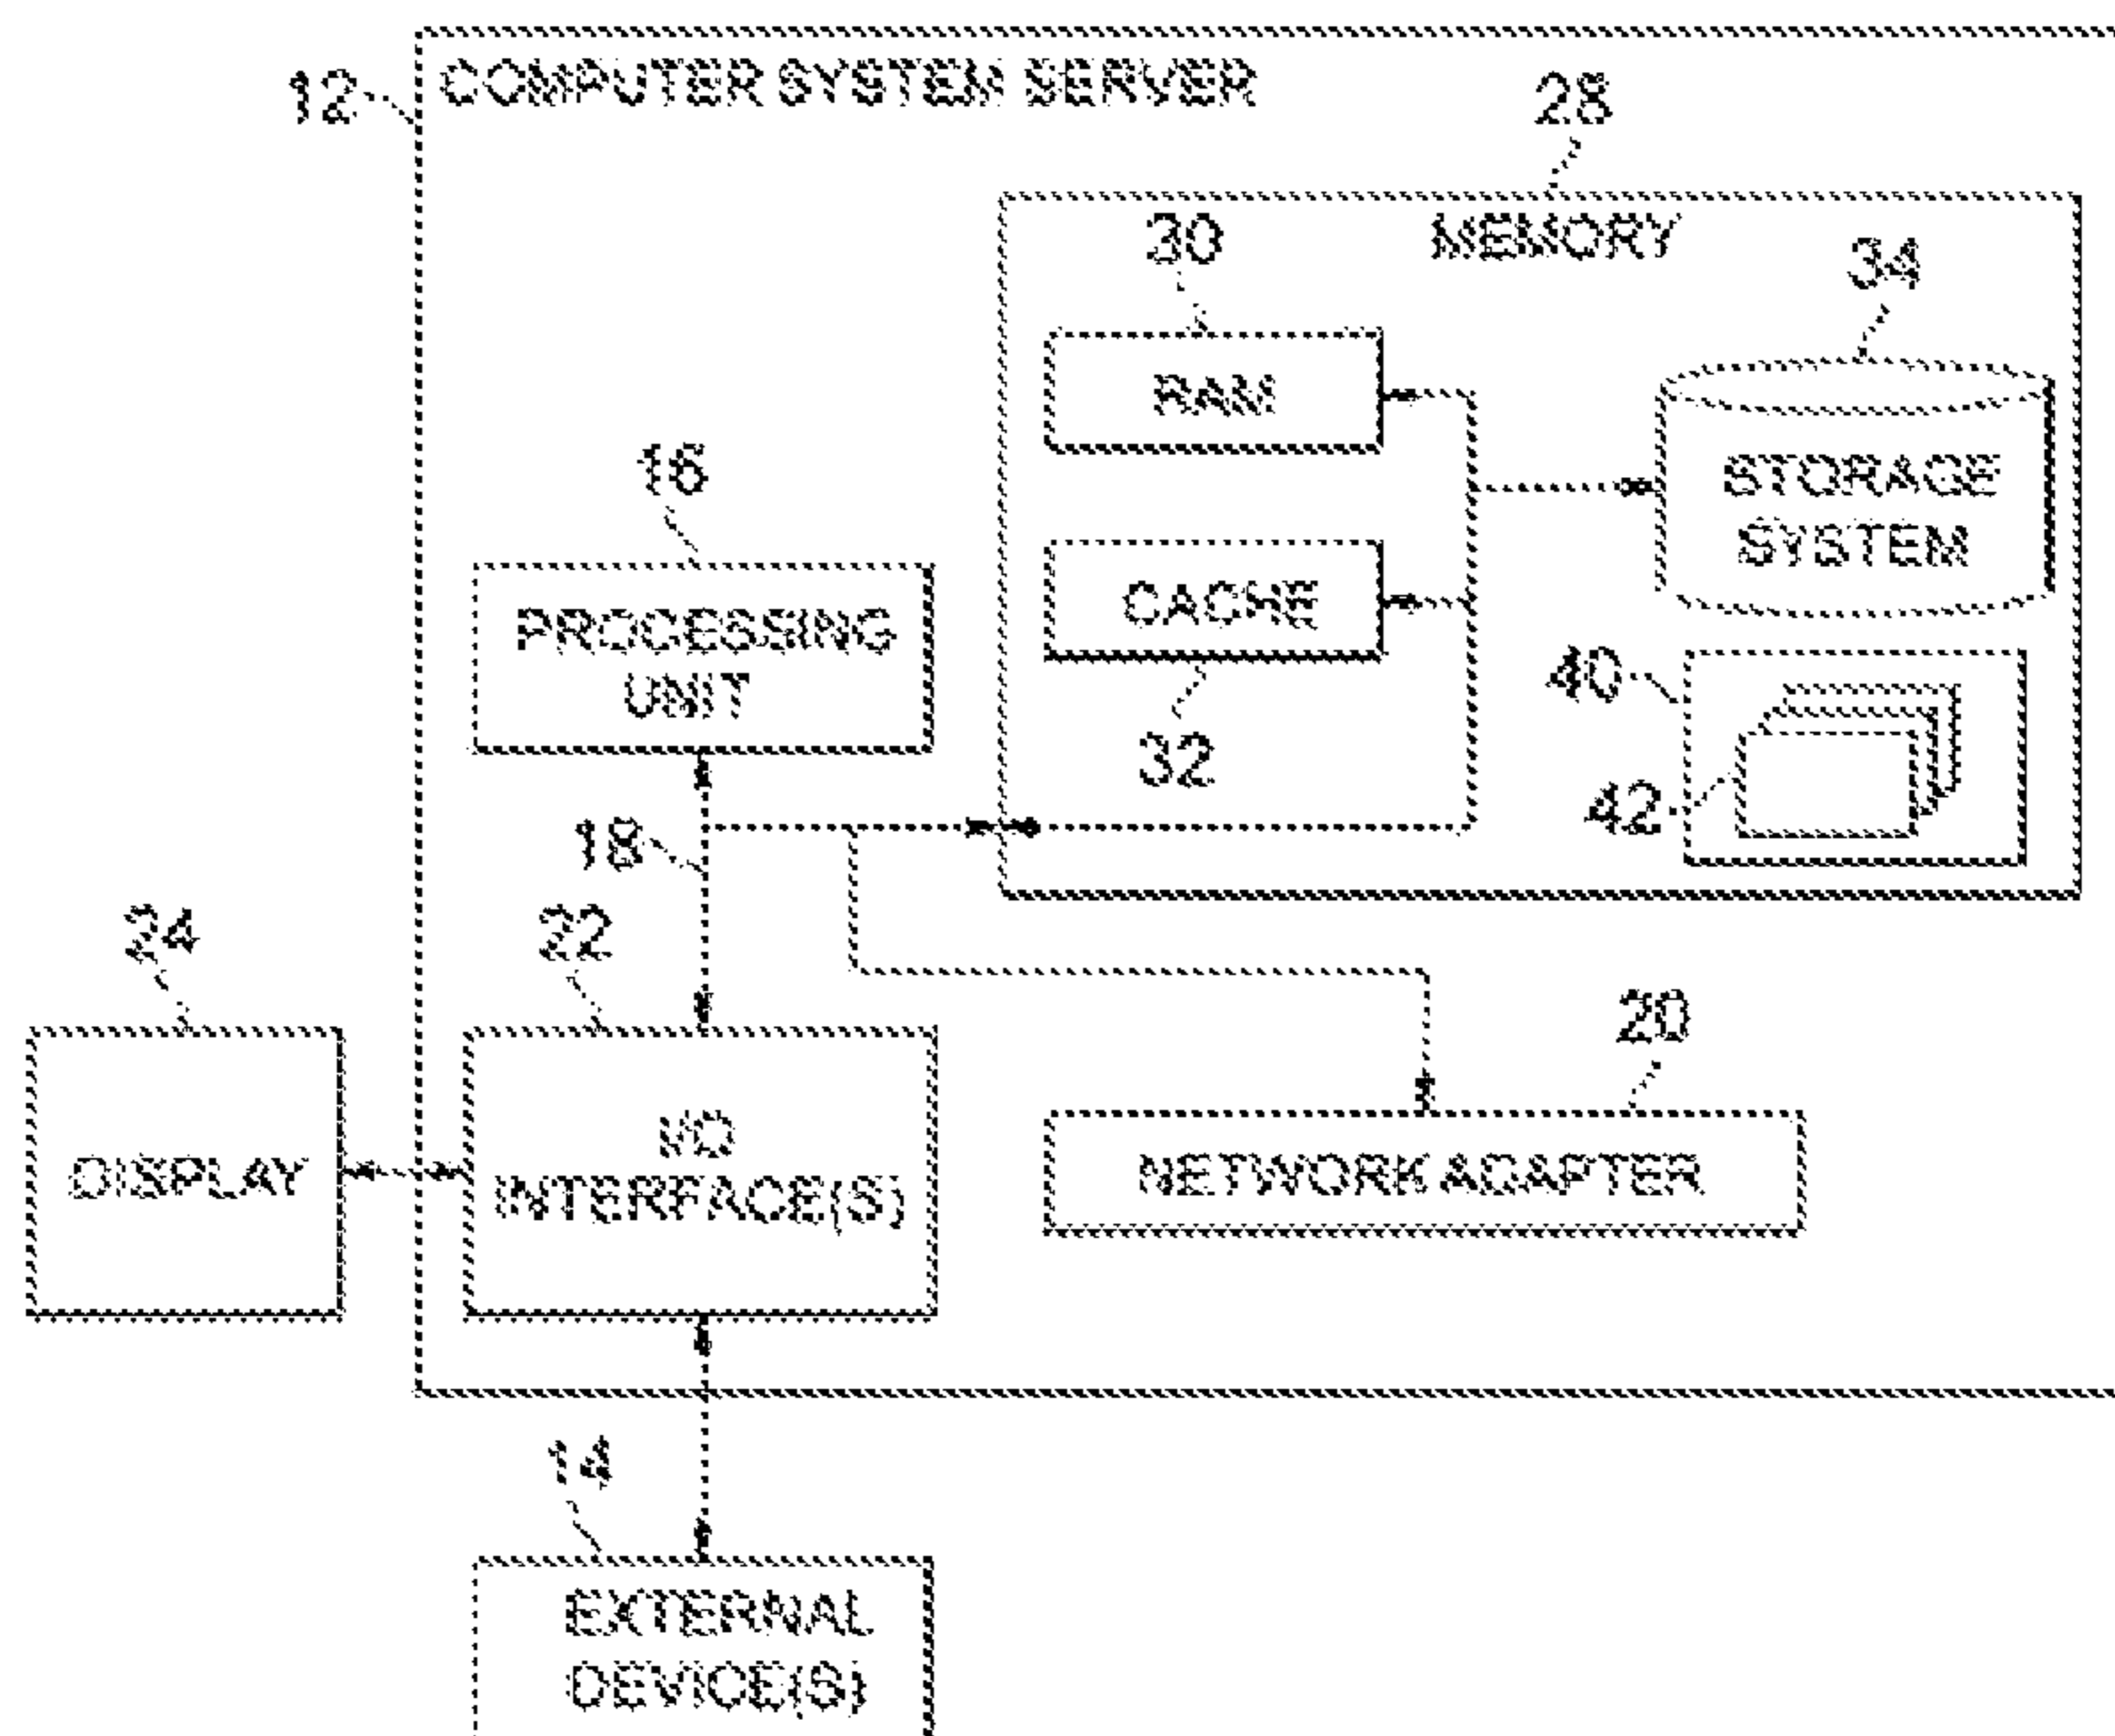 12
COMPUTER SYSTEM SERVER
28
MEMORY
30
34
RAM
STORAGE
SYSTEM
16
PROCESSING
UNIT
CACHE
32
40
42
18
24
22
20
DISPLAY
I/O
INTERFACE(S)
NETWORK ADAPTER
14
EXTERNAL
DEVICE(S)